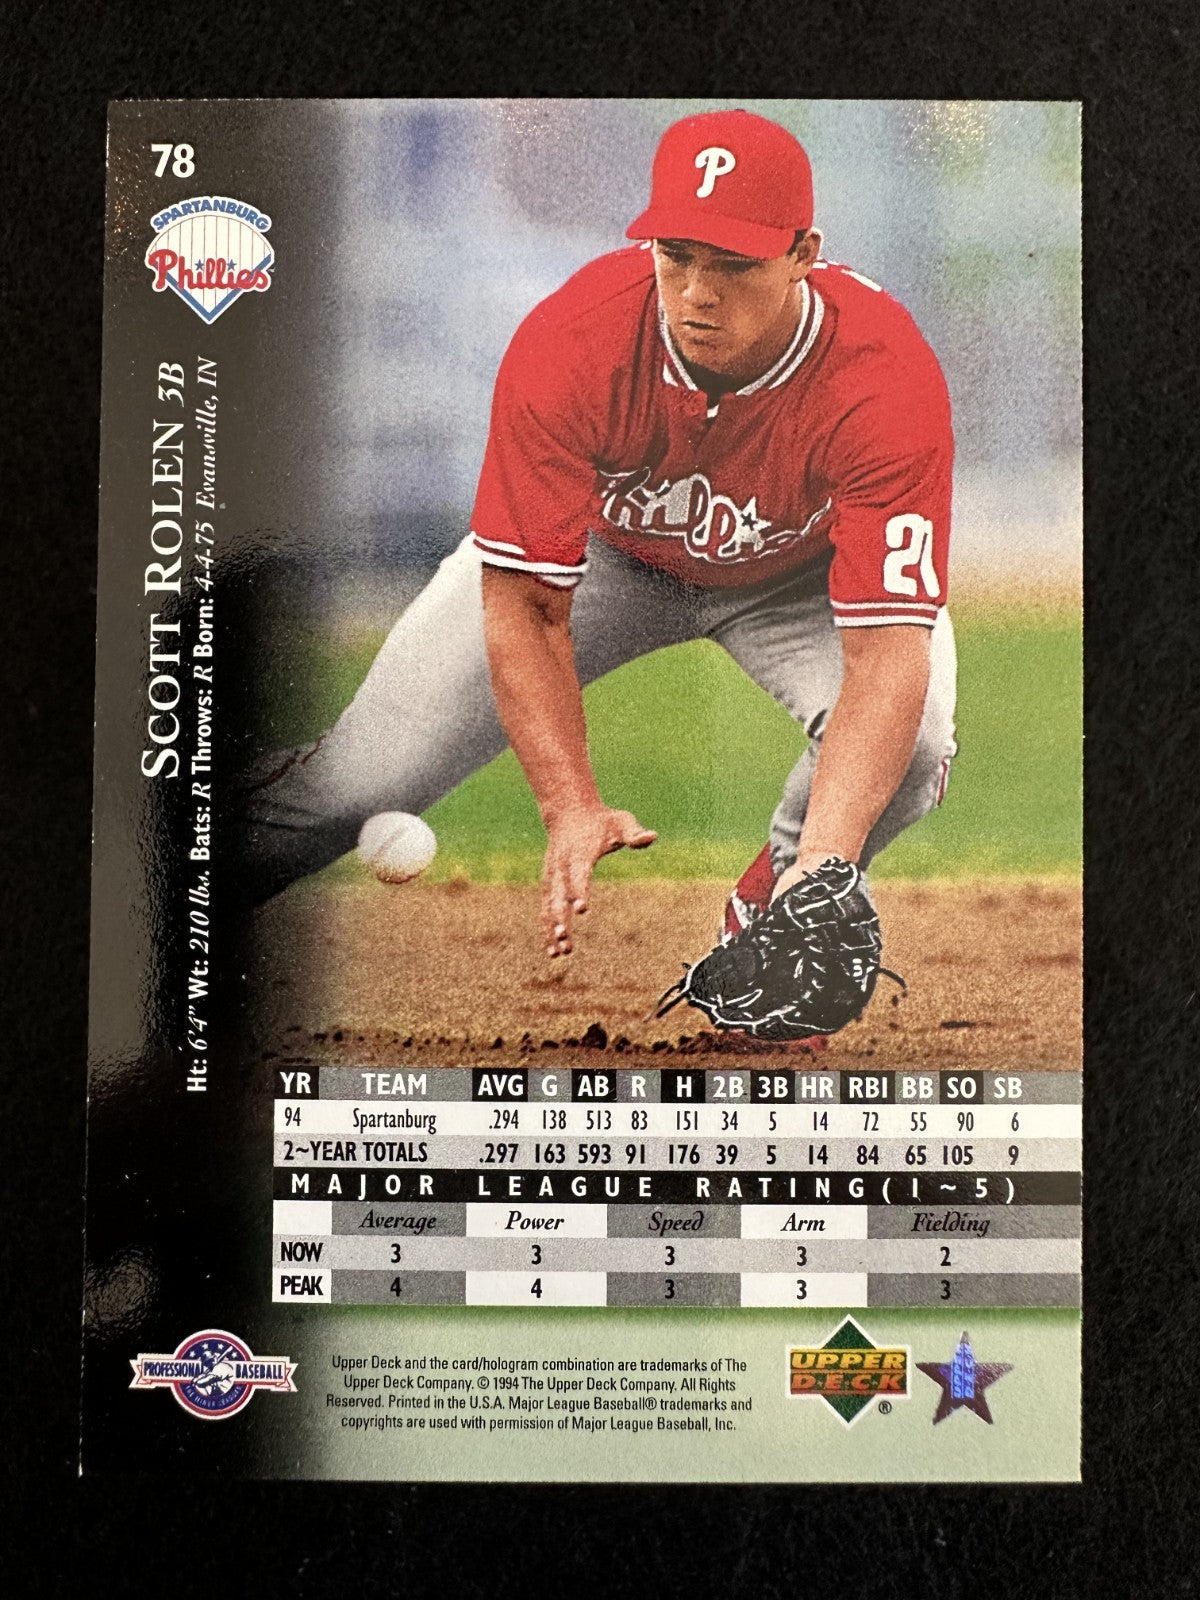 78
SPARTANBURG
Phillies
SCOTT ROLEN 3B
Ht: 6'4" Wt: 210 lbs. Bats: R Throws: R Born: 4-4-75 Evansville, IN
P
Phillies
YR TEAM AVG G AB R H 2B 3B HR RBI BB SO SB
94 Spartanburg .294 138 513 83 151 34 5 14 72 55 90 6
2~YEAR TOTALS .297 163 593 91 176 39 5 14 84 65 105 9
MAJOR LEAGUE RATING (1~5)
Average Power Speed Arm Fielding
NOW 3 3 3 3 2
PEAK 4 4 3 3 3
PROFESSIONAL BASEBALL
THE MINOR LEAGUES
Upper Deck and the card/hologram combination are trademarks of The
Upper Deck Company. © 1994 The Upper Deck Company. All Rights
Reserved. Printed in the U.S.A. Major League Baseball® trademarks and
copyrights are used with permission of Major League Baseball, Inc.
UPPER
DECK
®